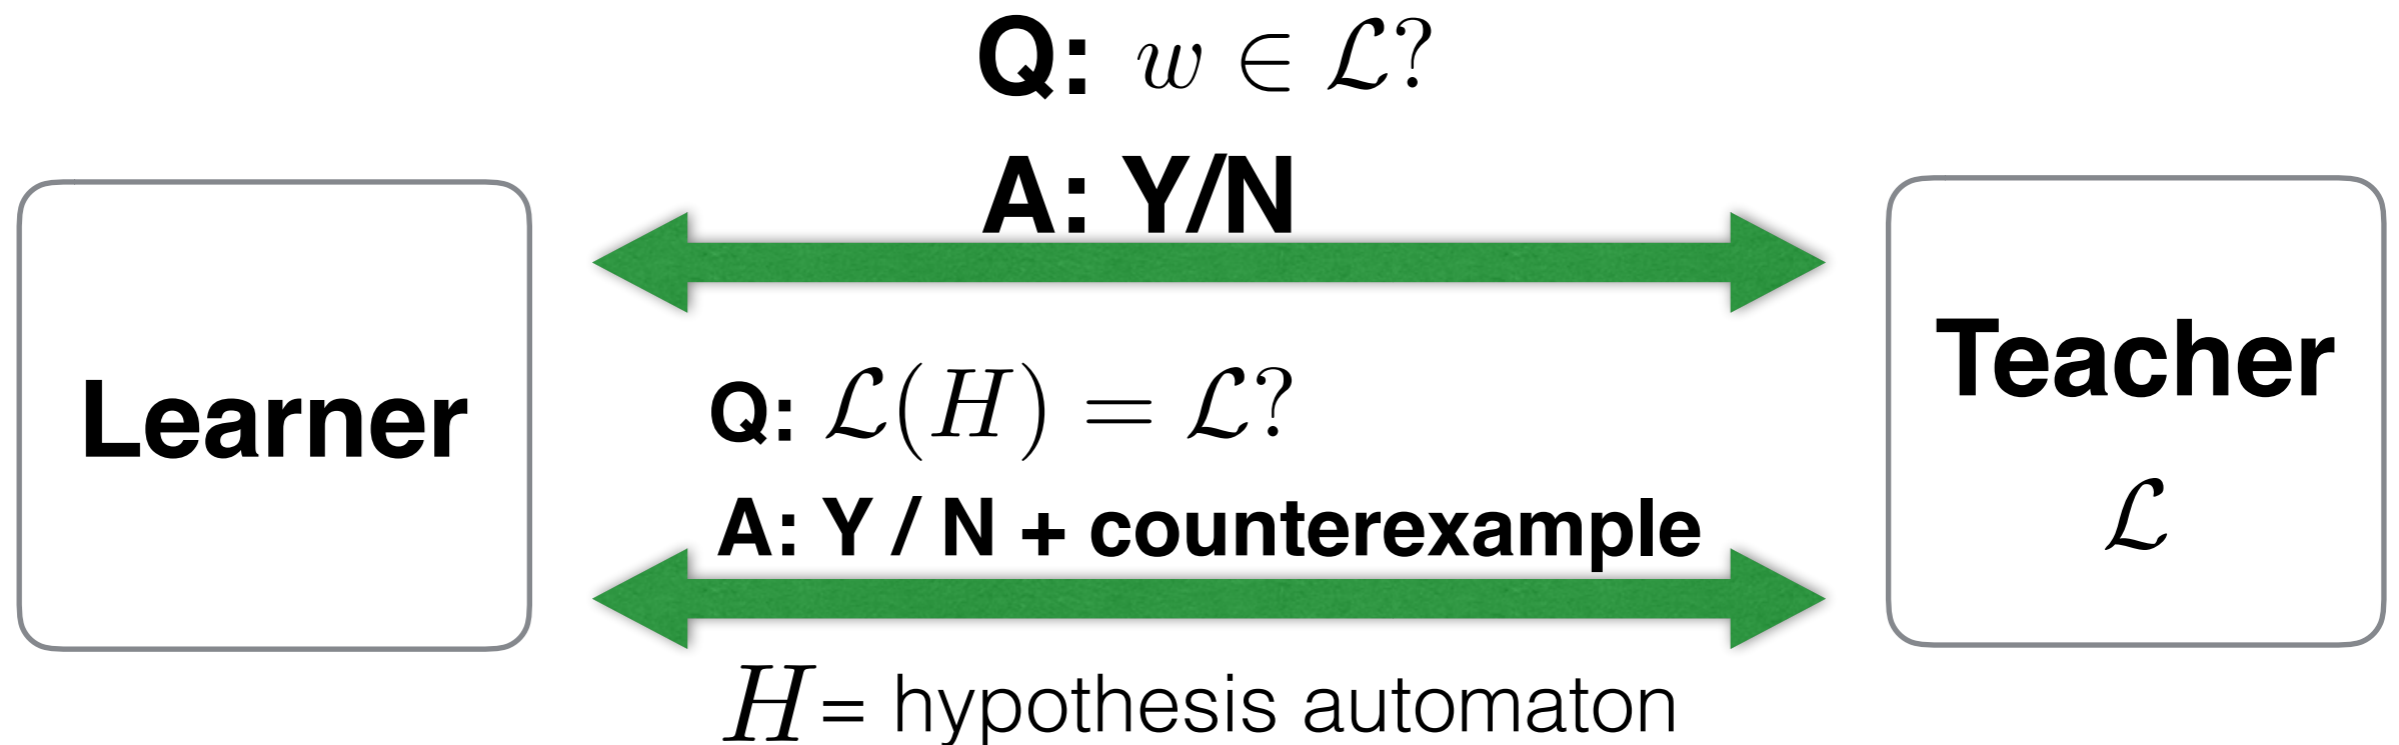 Q: w ∈ ℒ?
A: Y/N
Learner
Teacher
ℒ
Q: ℒ(H) = ℒ?
A: Y / N + counterexample
H = hypothesis automaton